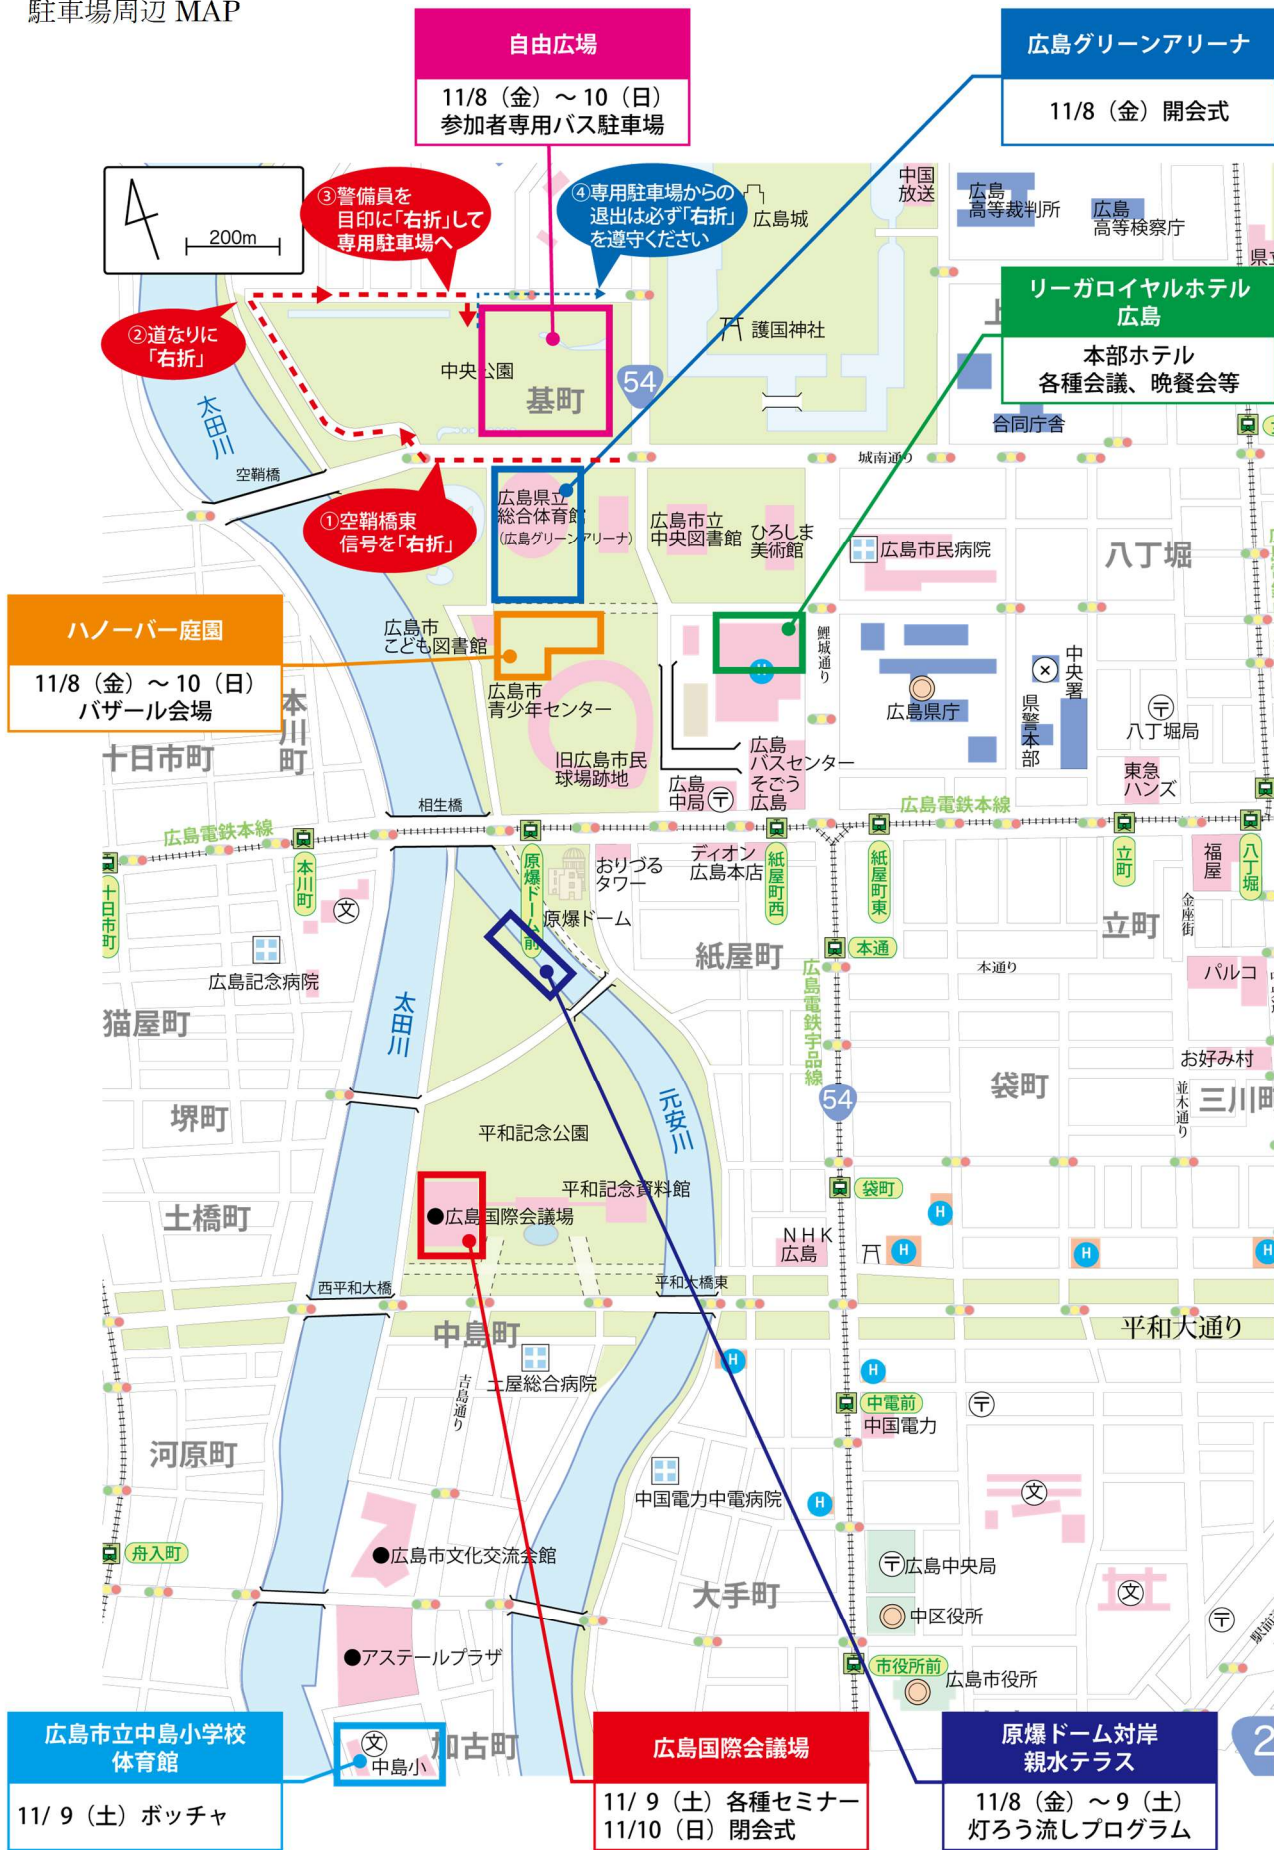 駐車場周辺 MAP
自由広場
11/8（金）～ 10（日）
参加者専用バス駐車場
広島グリーンアリーナ
11/8（金）開会式
200m
③警備員を
目印に「右折」して
専用駐車場へ
④専用駐車場からの
退出は必ず「右折」
を遵守ください
広島城
中国
放送
広島
高等裁判所
広島
高等検察庁
リーガロイヤルホテル
広島
本部ホテル
各種会議、晩餐会等
②道なりに
「右折」
中央公園
基町
54
護国神社
合同庁舎
太田川
空鞘橋
城南通り
①空鞘橋東
信号を「右折」
広島県立
総合体育館
（広島グリーンアリーナ）
広島市立
中央図書館
ひろしま
美術館
広島市民病院
八丁堀
ハノーバー庭園
11/8（金）～ 10（日）
バザール会場
広島市
こども図書館
広島市
青少年センター
鯉城通り
H
広島県庁
中央署
県警本部
八丁堀局
本川町
十日市町
旧広島市民
球場跡地
広島
バスセンター
そごう
広島
広島
中局
東急
ハンズ
相生橋
広島電鉄本線
広島電鉄本線
十日市町
本川町
原爆ドーム前
おりづる
タワー
ディオン
広島本店
紙屋町西
紙屋町東
立町
福屋
八丁堀
文
原爆ドーム
紙屋町
本通
本通り
立町
金座街
パルコ
広島記念病院
猫屋町
太田川
広島電鉄宇品線
お好み村
元安川
54
袋町
並木通り
三川町
堺町
平和記念公園
平和記念資料館
袋町
土橋町
広島国際会議場
NHK
広島
H
H
H
H
西平和大橋
平和大橋東
中島町
平和大通り
土屋総合病院
吉島通り
H
H
中電前
中国電力
河原町
中国電力中電病院
H
文
舟入町
広島市文化交流会館
広島中央局
大手町
文
中区役所
アステールプラザ
市役所前
広島市役所
広島市立中島小学校
体育館
11/ 9（土）ボッチャ
文
中島小
加古町
広島国際会議場
11/ 9（土）各種セミナー
11/10（日）閉会式
原爆ドーム対岸
親水テラス
11/8（金）～ 9（土）
灯ろう流しプログラム
2